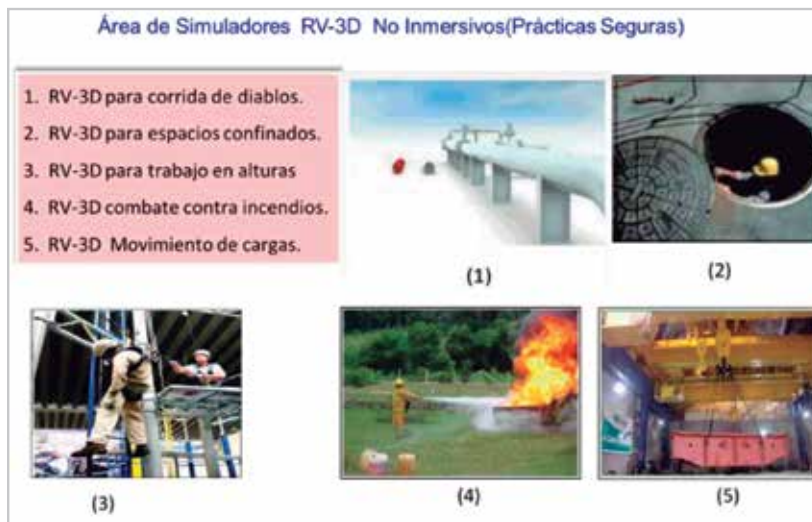 Área de Simuladores RV-3D No Inmersivos(Prácticas Seguras)
1. RV-3D para corrida de diablos.
2. RV-3D para espacios confinados.
3. RV-3D para trabajo en alturas
4. RV-3D combate contra incendios.
5. RV-3D Movimiento de cargas.
(1)
(2)
(3)
(4)
(5)